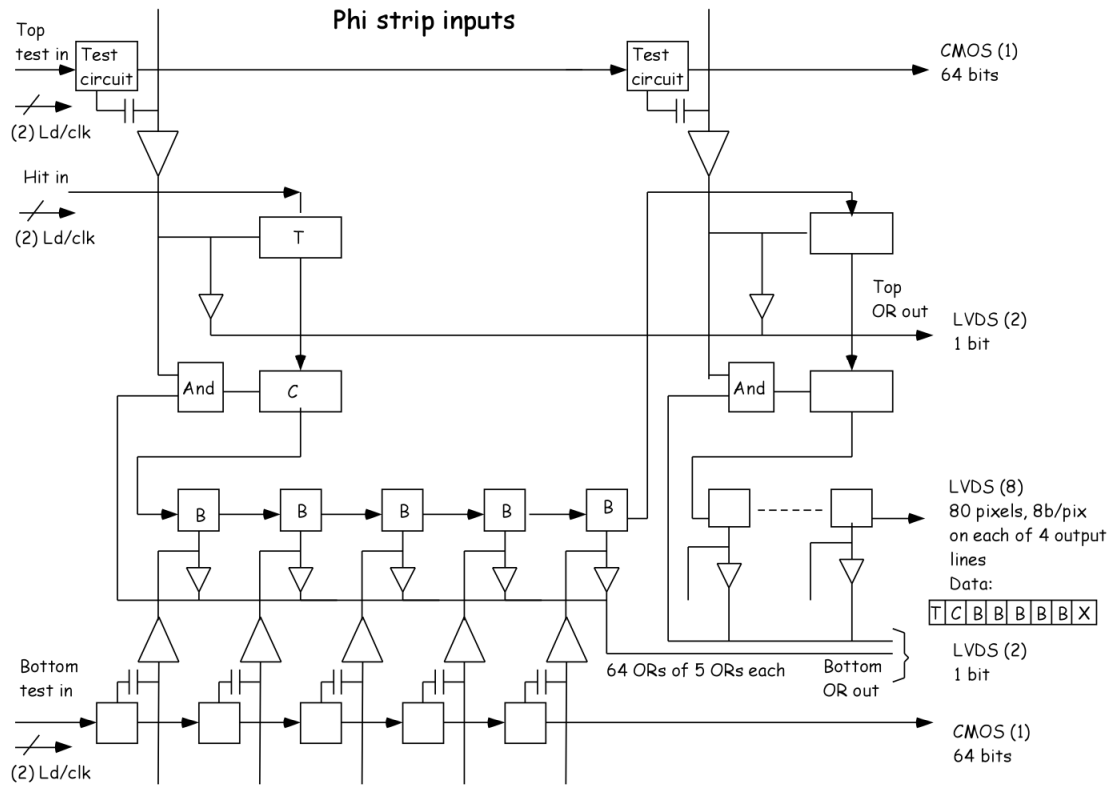 Phi strip inputs
Top
test in
Test
circuit
Test
circuit
CMOS (1)
64 bits
(2) Ld/clk
Hit in
(2) Ld/clk
T
Top
OR out
LVDS (2)
1 bit
And
C
And
B
B
B
B
B
LVDS (8)
80 pixels, 8b/pix
on each of 4 output
lines
Data:
T C B B B B B X
64 ORs of 5 ORs each
Bottom
OR out
LVDS (2)
1 bit
Bottom
test in
CMOS (1)
64 bits
(2) Ld/clk